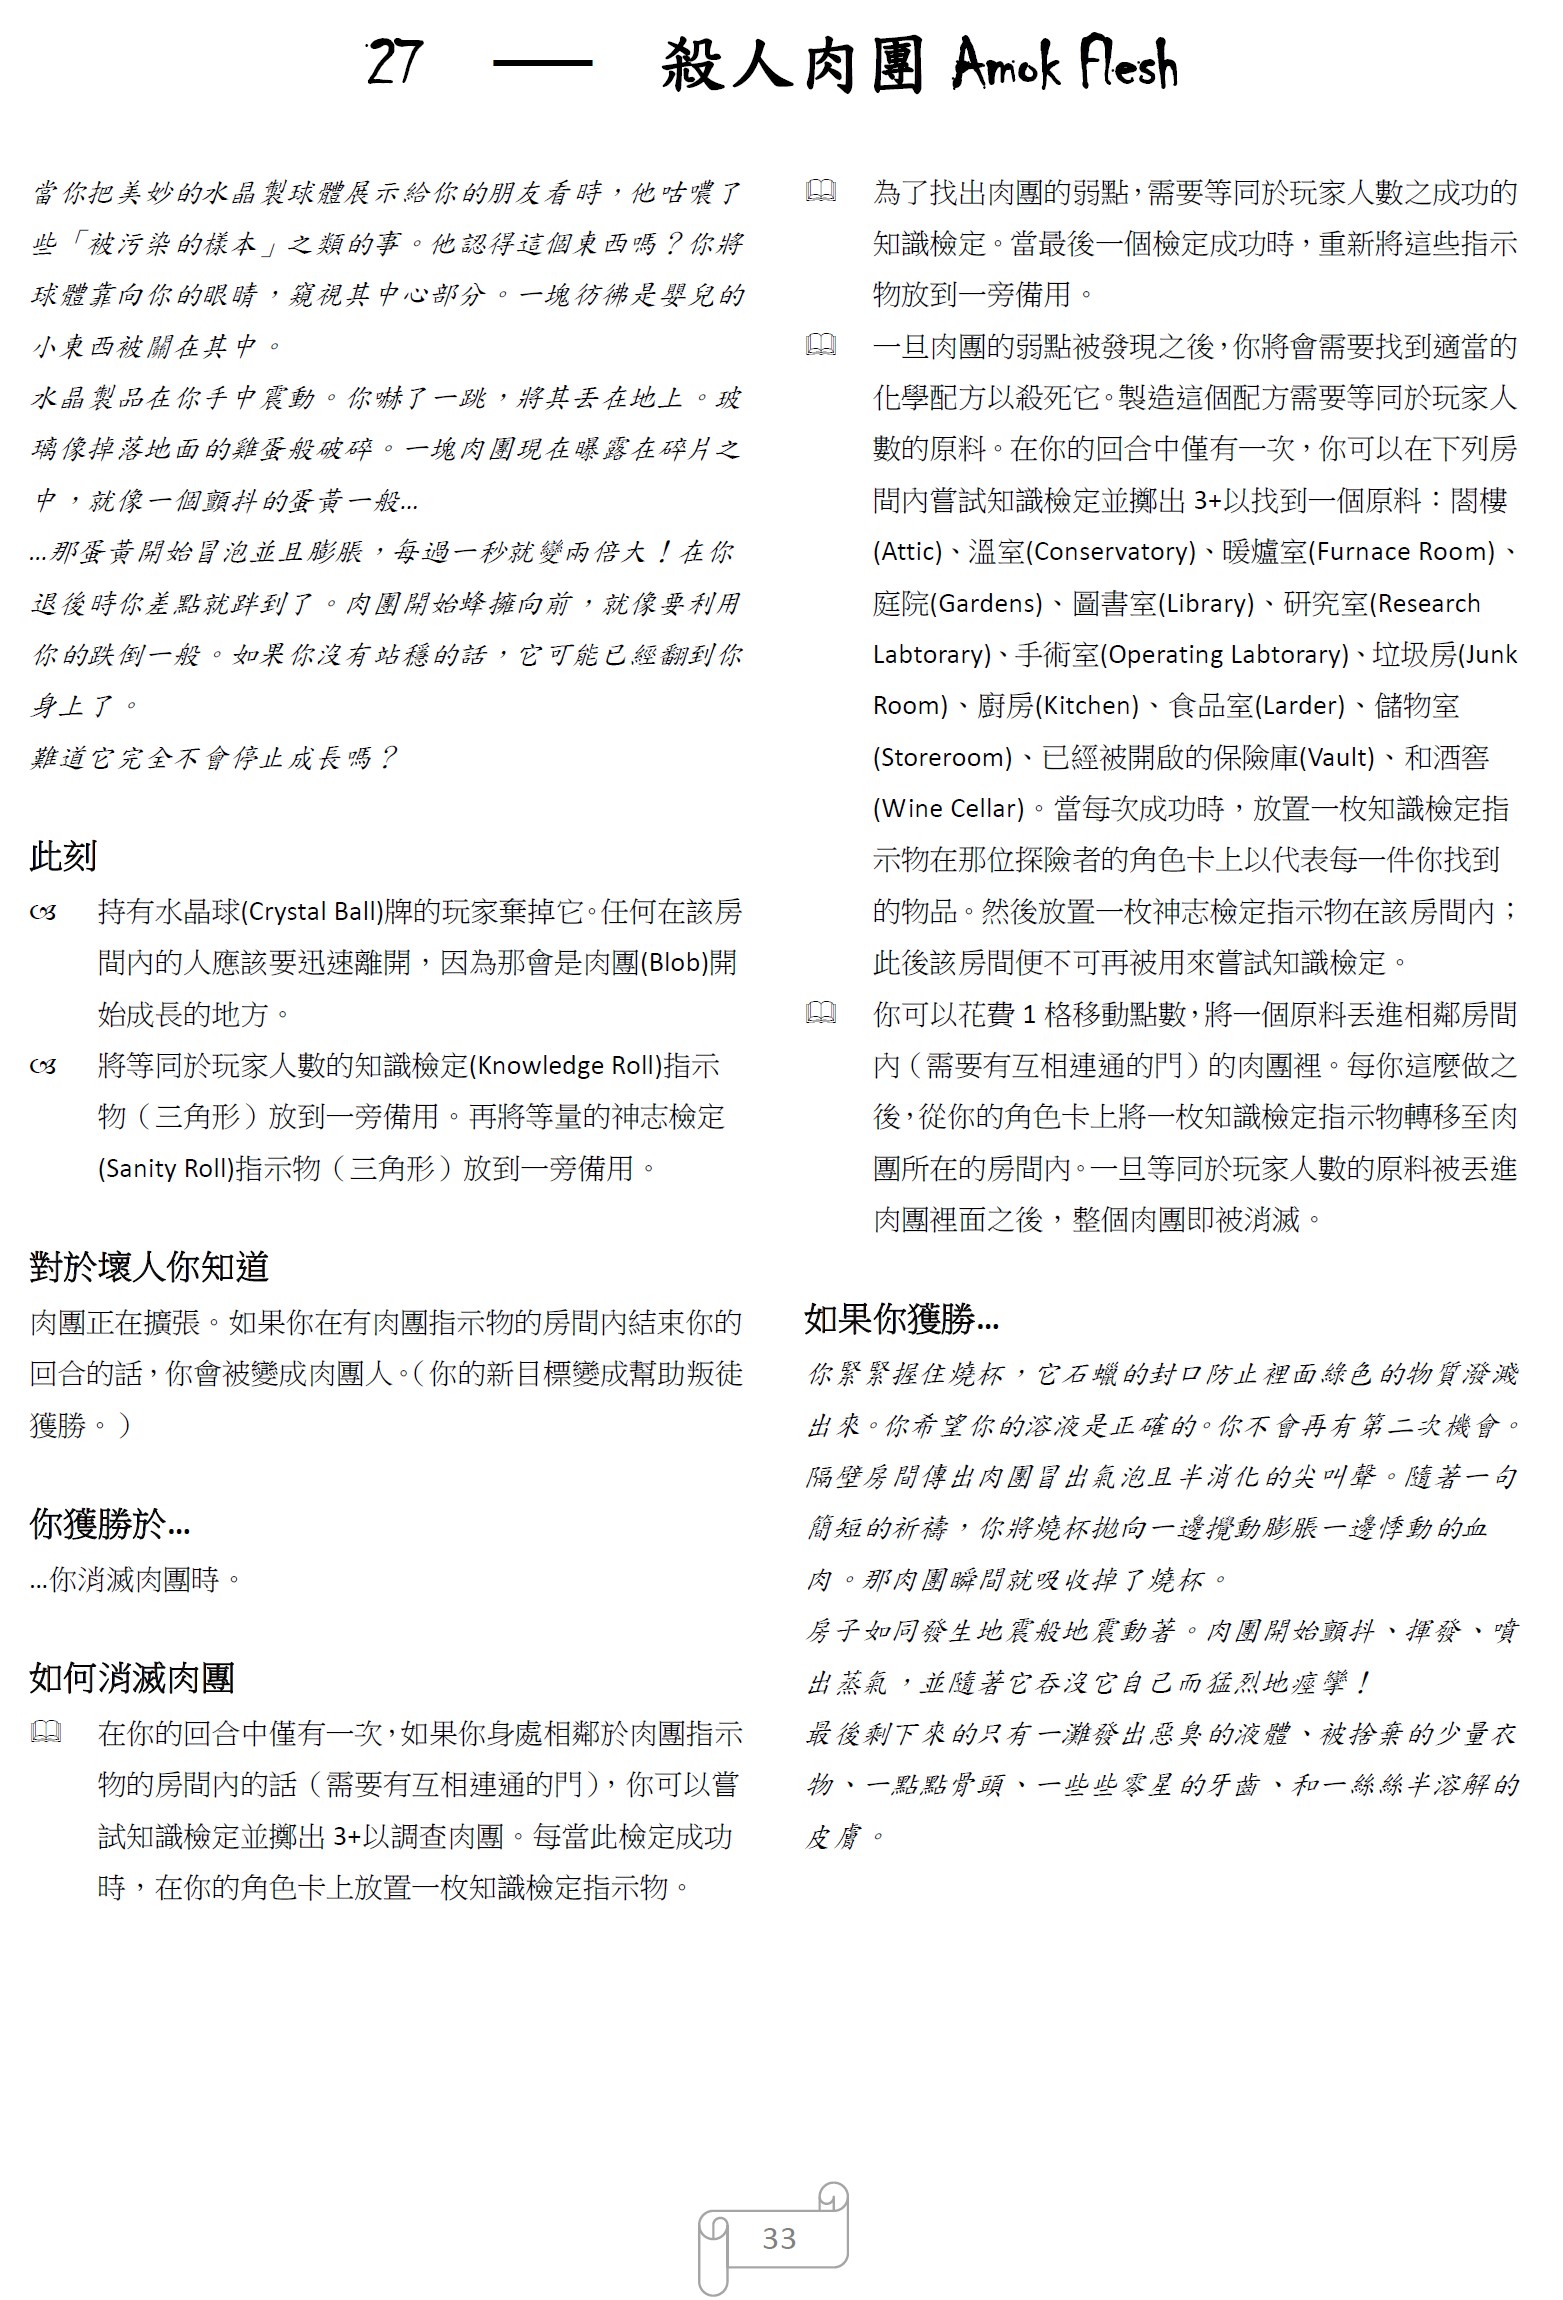 27 — 殺人肉團 Amok Flesh
當你把美妙的水晶製球體展示給你的朋友看時，他咕噥了
些「被污染的樣本」之類的事。他認得這個東西嗎？你將
球體靠向你的眼睛，窺視其中心部分。一塊彷彿是嬰兒的
小東西被關在其中。
水晶製品在你手中震動。你嚇了一跳，將其丟在地上。玻
璃像掉落地面的雞蛋般破碎。一塊肉團現在曝露在碎片之
中，就像一個顫抖的蛋黃一般…
…那蛋黃開始冒泡並且膨脹，每過一秒就變兩倍大！在你
退後時你差點就跘到了。肉團開始蜂擁向前，就像要利用
你的跌倒一般。如果你沒有站穩的話，它可能已經翻到你
身上了。
難道它完全不會停止成長嗎？
此刻
持有水晶球(Crystal Ball)牌的玩家棄掉它。任何在該房
間內的人應該要迅速離開，因為那會是肉團(Blob)開
始成長的地方。
將等同於玩家人數的知識檢定(Knowledge Roll)指示
物（三角形）放到一旁備用。再將等量的神志檢定
(Sanity Roll)指示物（三角形）放到一旁備用。
對於壞人你知道
肉團正在擴張。如果你在有肉團指示物的房間內結束你的
回合的話，你會被變成肉團人。（你的新目標變成幫助叛徒
獲勝。）
你獲勝於…
…你消滅肉團時。
如何消滅肉團
在你的回合中僅有一次，如果你身處相鄰於肉團指示
物的房間內的話（需要有互相連通的門），你可以嘗
試知識檢定並擲出 3+以調查肉團。每當此檢定成功
時，在你的角色卡上放置一枚知識檢定指示物。
為了找出肉團的弱點，需要等同於玩家人數之成功的
知識檢定。當最後一個檢定成功時，重新將這些指示
物放到一旁備用。
一旦肉團的弱點被發現之後，你將會需要找到適當的
化學配方以殺死它。製造這個配方需要等同於玩家人
數的原料。在你的回合中僅有一次，你可以在下列房
間內嘗試知識檢定並擲出 3+以找到一個原料：閣樓
(Attic)、溫室(Conservatory)、暖爐室(Furnace Room)、
庭院(Gardens)、圖書室(Library)、研究室(Research
Labtorary)、手術室(Operating Labtorary)、垃圾房(Junk
Room)、廚房(Kitchen)、食品室(Larder)、儲物室
(Storeroom)、已經被開啟的保險庫(Vault)、和酒窖
(Wine Cellar)。當每次成功時，放置一枚知識檢定指
示物在那位探險者的角色卡上以代表每一件你找到
的物品。然後放置一枚神志檢定指示物在該房間內；
此後該房間便不可再被用來嘗試知識檢定。
你可以花費 1 格移動點數，將一個原料丟進相鄰房間
內（需要有互相連通的門）的肉團裡。每你這麼做之
後，從你的角色卡上將一枚知識檢定指示物轉移至肉
團所在的房間內。一旦等同於玩家人數的原料被丟進
肉團裡面之後，整個肉團即被消滅。
如果你獲勝…
你緊緊握住燒杯，它石蠟的封口防止裡面綠色的物質潑濺
出來。你希望你的溶液是正確的。你不會再有第二次機會。
隔壁房間傳出肉團冒出氣泡且半消化的尖叫聲。隨著一句
簡短的祈禱，你將燒杯拋向一邊攪動膨脹一邊悸動的血
肉。那肉團瞬間就吸收掉了燒杯。
房子如同發生地震般地震動著。肉團開始顫抖、揮發、噴
出蒸氣，並隨著它吞沒它自己而猛烈地痙攣！
最後剩下來的只有一灘發出惡臭的液體、被捨棄的少量衣
物、一點點骨頭、一些些零星的牙齒、和一絲絲半溶解的
皮膚。
33